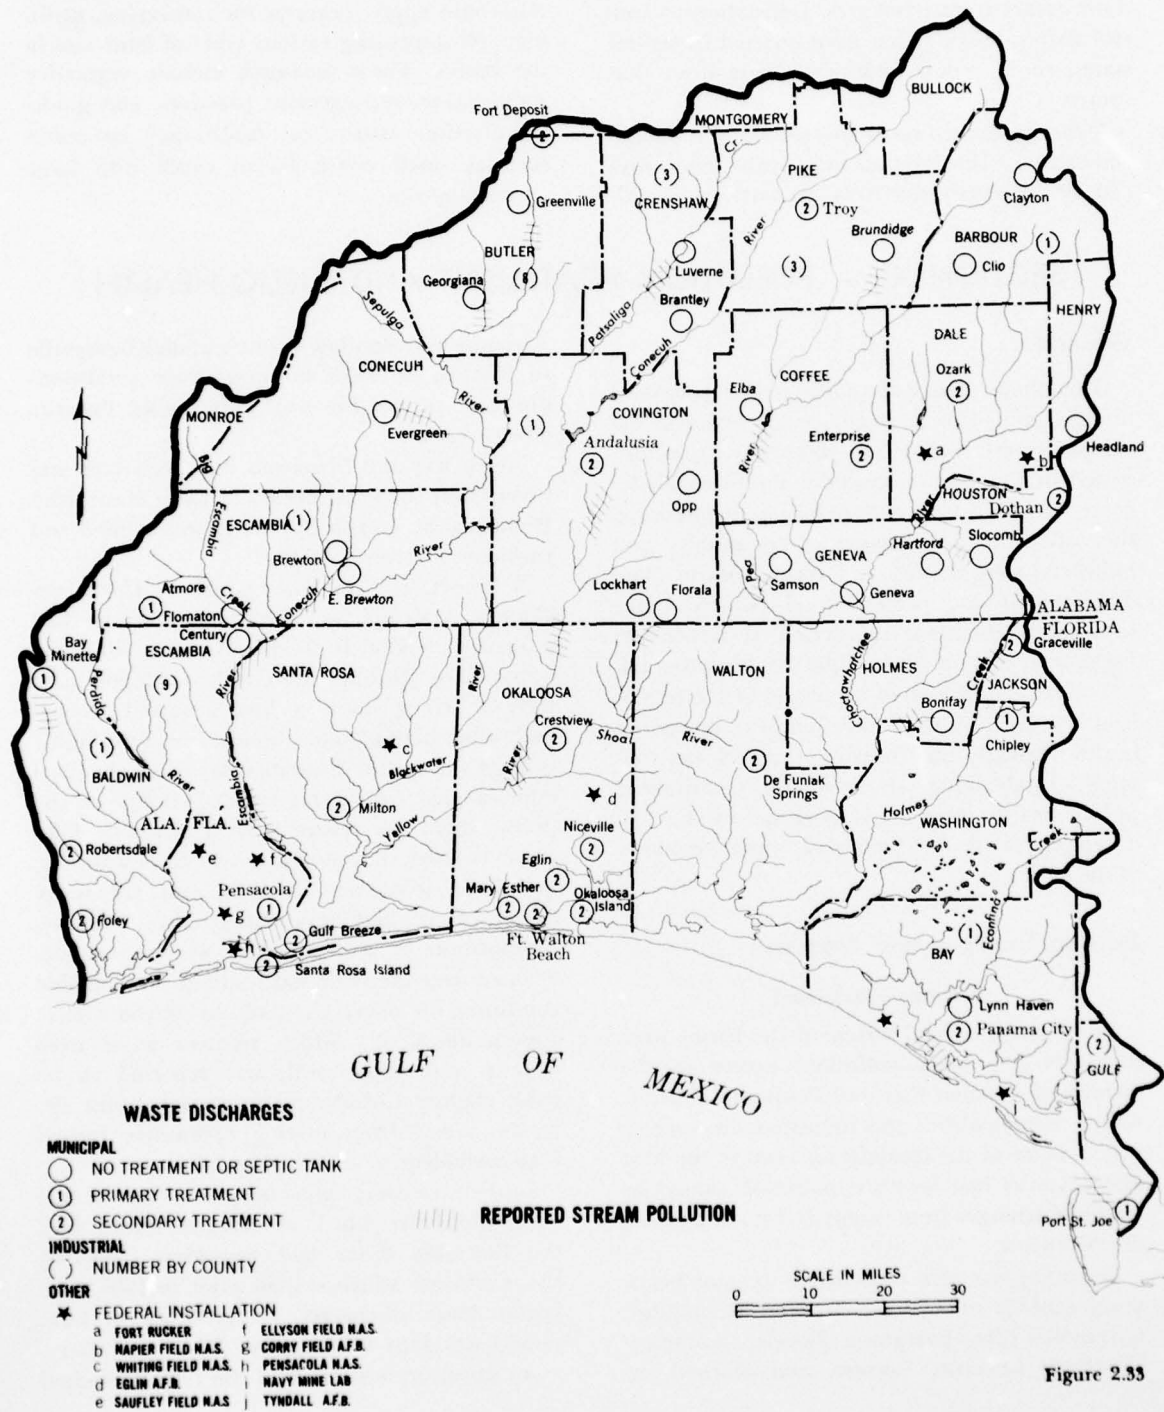 BULLOCK
Fort Deposit
MONTGOMERY
2
Cr.
PIKE
(3)
CRENSHAW
2 Troy
Clayton
Greenville
River
Brundidge
BARBOUR
(1)
BUTLER
(8)
Luverne
(3)
Clio
Georgiana
Brantley
HENRY
Sepulga
Patsaliga
Conecuh
DALE
CONECUH
COFFEE
Ozark
2
River
Elba
COVINGTON
MONROE
(1)
Evergreen
Andalusia
2
Enterprise
2
a
b
Headland
River
Big
Opp
HOUSTON
Dothan
2
Escambia
ESCAMBIA
(1)
River
Slocomb
Hartford
GENEVA
Brewton
River
Pea
Samson
Geneva
E. Brewton
Atmore
1
Creek
Conecuh
Lockhart
Florala
Flomaton
ALABAMA
FLORIDA
Century
Bay
Minette
1
ESCAMBIA
2
Graceville
SANTA ROSA
WALTON
HOLMES
Creek
Perdido
(9)
River
River
OKALOOSA
Choctawhatchee
JACKSON
Bonifay
1
Chipley
Crestview
2
Shoal
River
(1)
c
BALDWIN
River
Blackwater
River
2
De Funiak
Springs
Escambia
2 Milton
d
Holmes
WASHINGTON
ALA.
FLA.
Yellow
Niceville
2
Creek
2 Robertsdale
e
f
Eglin
2
Pensacola
1
Mary Esther
2
2
Okaloosa
Island
2
2 Foley
g
Econfina
(1)
Gulf Breeze
2
Ft. Walton
Beach
h
BAY
2
Santa Rosa Island
Lynn Haven
2 Panama City
i
(2)
GULF
GULF OF MEXICO
j
1
Port St. Joe
WASTE DISCHARGES
MUNICIPAL
NO TREATMENT OR SEPTIC TANK
1 PRIMARY TREATMENT
2 SECONDARY TREATMENT
INDUSTRIAL
( ) NUMBER BY COUNTY
OTHER
FEDERAL INSTALLATION
a FORT RUCKER
b NAPIER FIELD N.A.S.
c WHITING FIELD N.A.S.
d EGLIN A.F.B.
e SAUFLEY FIELD N.A.S
f ELLYSON FIELD N.A.S.
g CORRY FIELD A.F.B.
h PENSACOLA N.A.S.
i NAVY MINE LAB
j TYNDALL A.F.B.
REPORTED STREAM POLLUTION
SCALE IN MILES
0 10 20 30
Figure 2.33